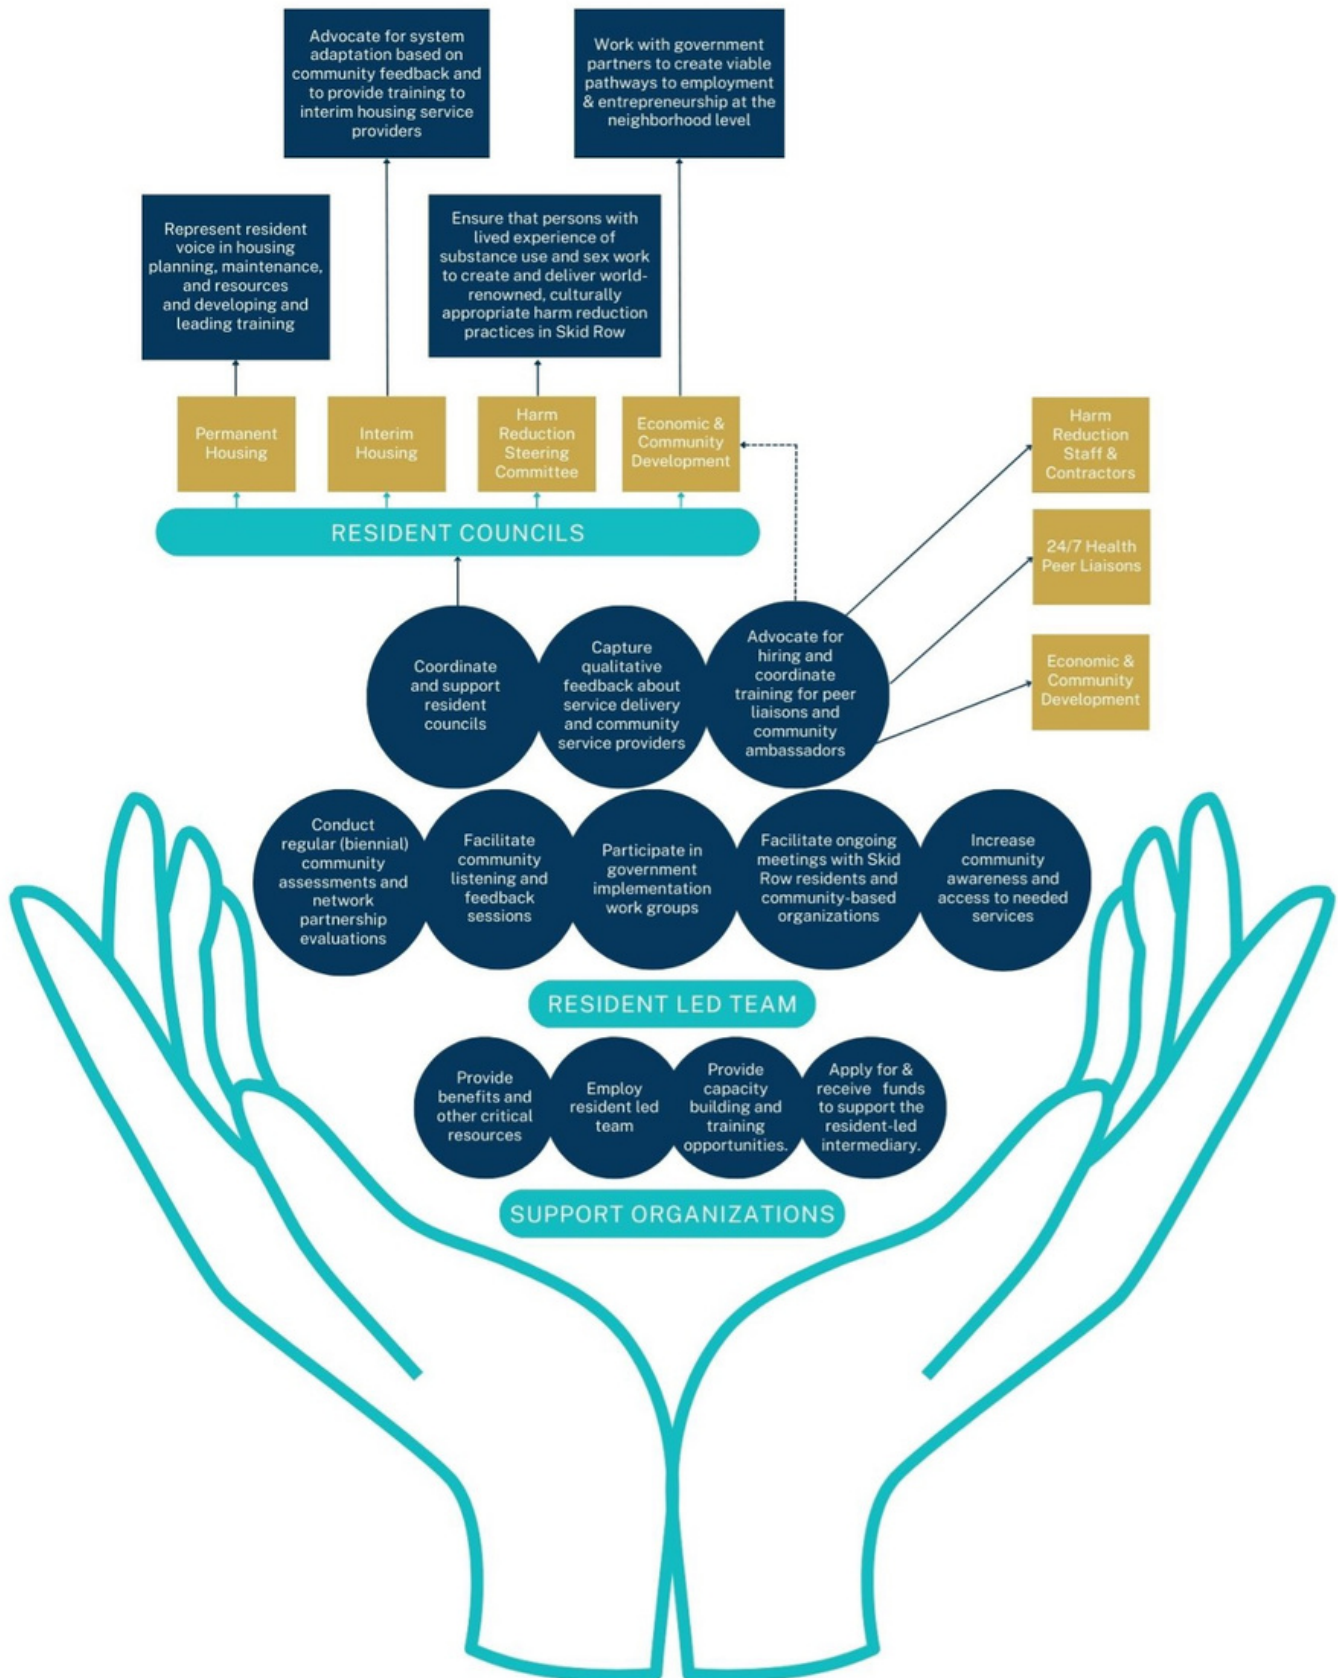 Advocate for system
adaptation based on
community feedback and
to provide training to
interim housing service
providers
Work with government
partners to create viable
pathways to employment
& entrepreneurship at the
neighborhood level
Represent resident
voice in housing
planning, maintenance,
and resources
and developing and
leading training
Ensure that persons with
lived experience of
substance use and sex work
to create and deliver world-
renowned, culturally
appropriate harm reduction
practices in Skid Row
Permanent
Housing
Interim
Housing
Harm
Reduction
Steering
Committee
Economic &
Community
Development
RESIDENT COUNCILS
Harm
Reduction
Staff &
Contractors
24/7 Health
Peer Liaisons
Economic &
Community
Development
Coordinate
and support
resident
councils
Capture
qualitative
feedback about
service delivery
and community
service providers
Advocate for
hiring and
coordinate
training for peer
liaisons and
community
ambassadors
Conduct
regular (biennial)
community
assessments and
network
partnership
evaluations
Facilitate
community
listening and
feedback
sessions
Participate in
government
implementation
work groups
Facilitate ongoing
meetings with Skid
Row residents and
community-based
organizations
Increase
community
awareness and
access to needed
services
RESIDENT LED TEAM
Provide
benefits and
other critical
resources
Employ
resident led
team
Provide
capacity
building and
training
opportunities.
Apply for &
receive funds
to support the
resident-led
intermediary.
SUPPORT ORGANIZATIONS